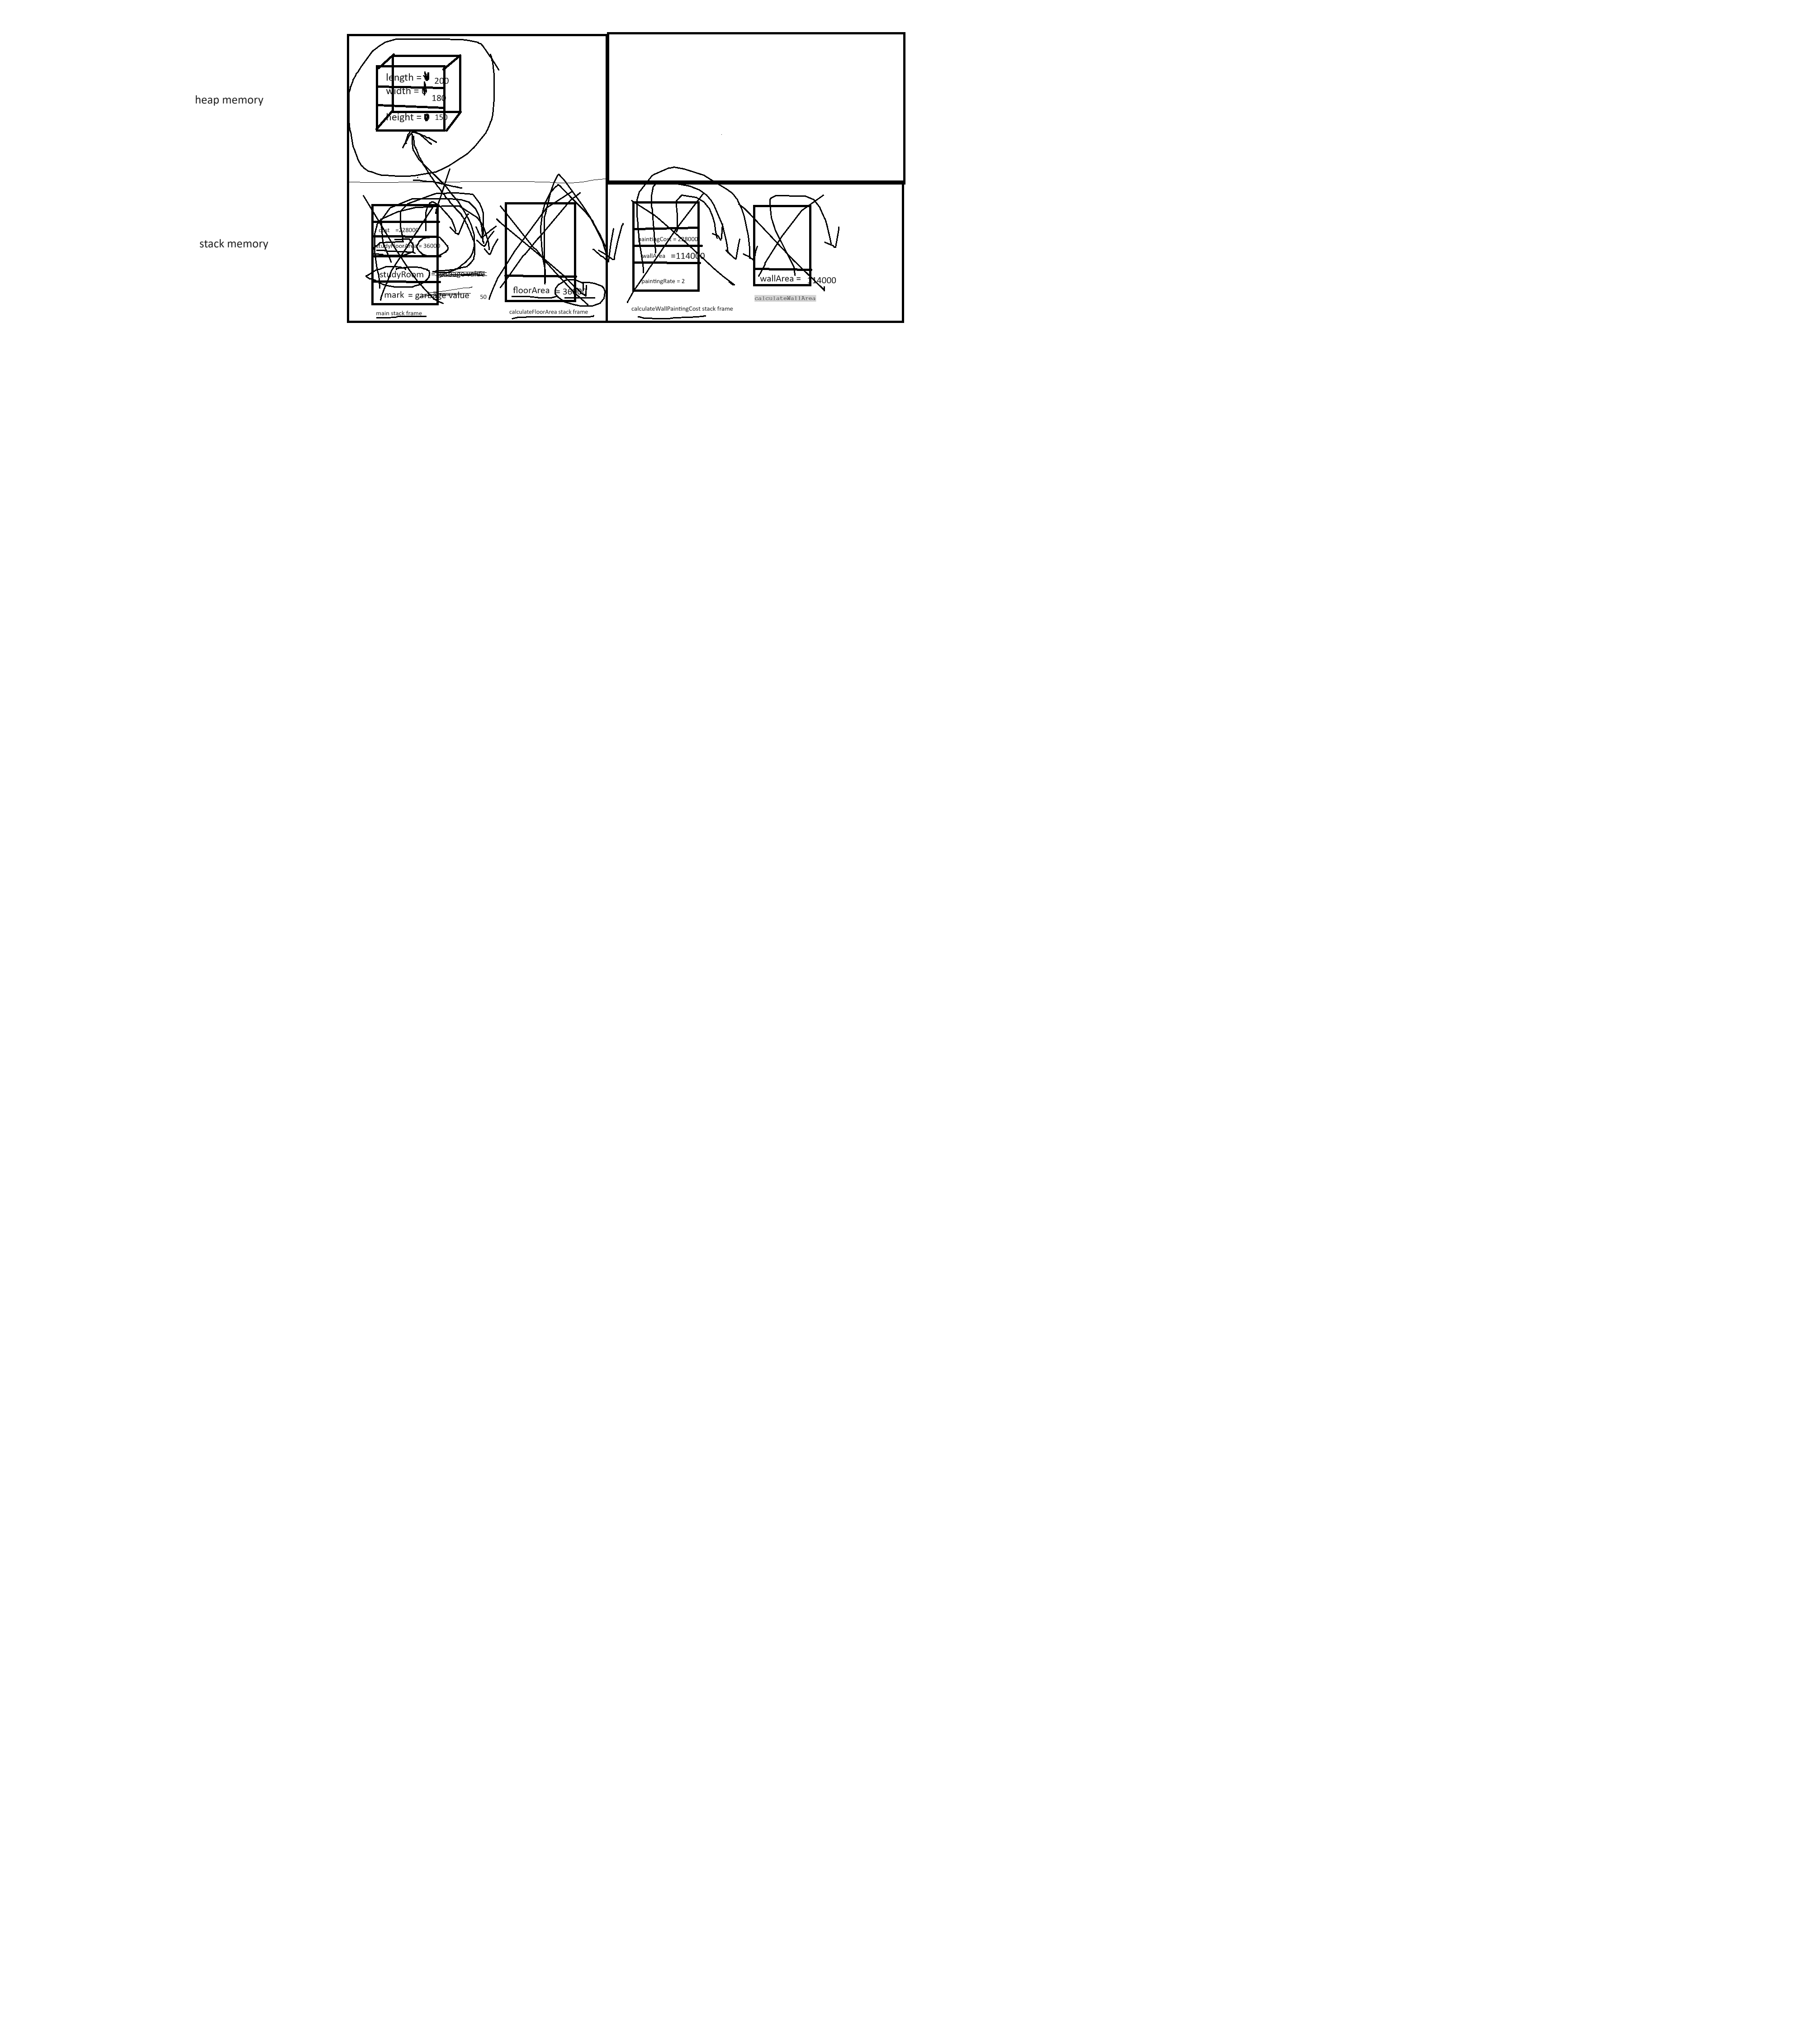 heap memory
length = 200
width = 180
height = 150
stack memory
cost =228000
studyFloorArea = 36000
studyRoom = garbage value
mark = garbage value 50
main stack frame
floorArea = 36000
calculateFloorArea stack frame
paintingCost = 228000
wallArea =114000
paintingRate = 2
calculateWallPaintingCost stack frame
wallArea = 114000
calculateWallArea